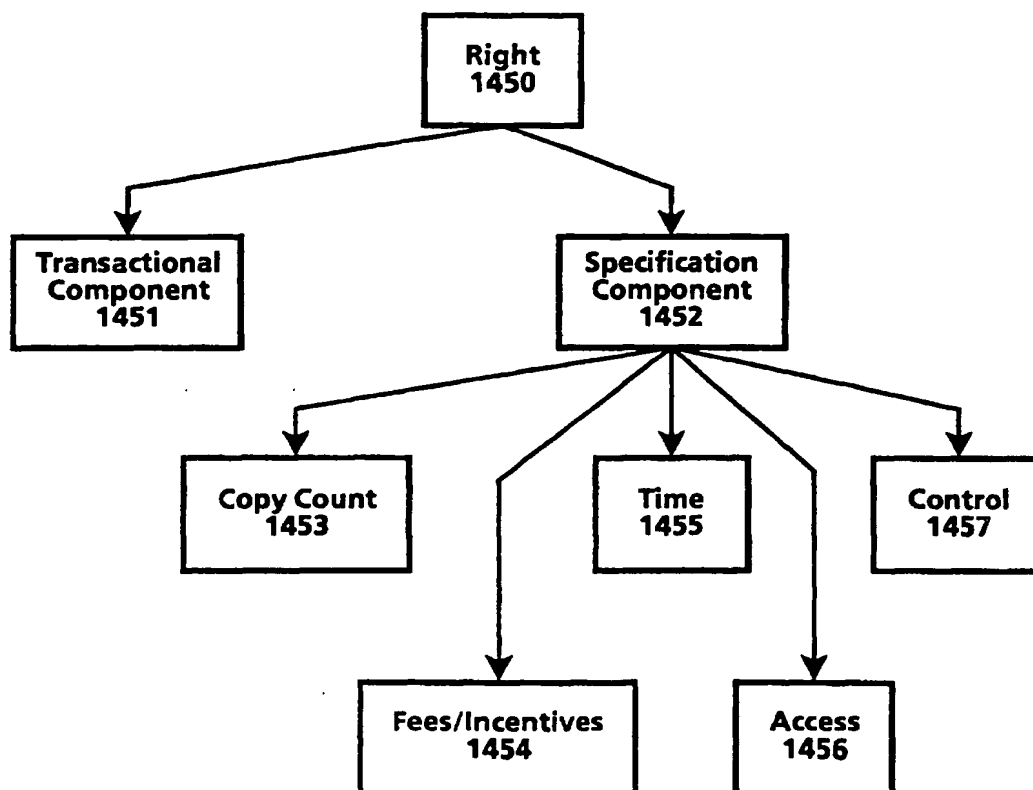 Right
1450
Transactional
Component
1451
Specification
Component
1452
Copy Count
1453
Time
1455
Control
1457
Fees/Incentives
1454
Access
1456